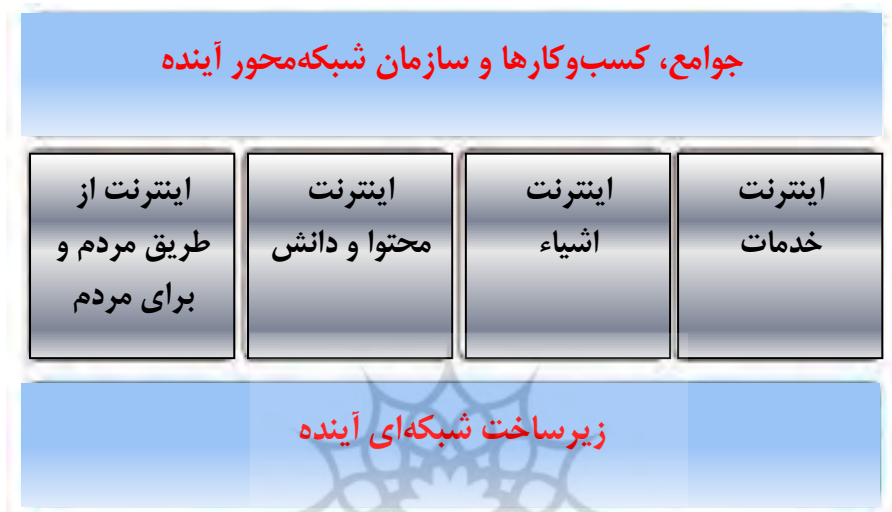 جوامع، کسب‌وکارها و سازمان شبکه‌محور آینده
اینترنت
خدمات
اینترنت
اشیاء
اینترنت
محتوا و دانش
اینترنت از
طریق مردم و
برای مردم
زیرساخت شبکه‌ای آینده